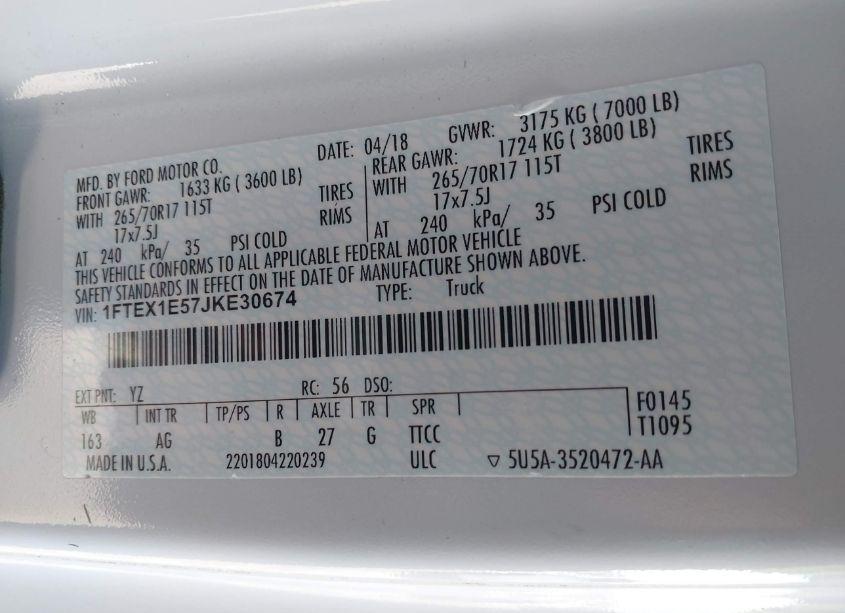 MFD. BY FORD MOTOR CO. DATE: 04/18 GVWR: 3175 KG ( 7000 LB)
FRONT GAWR: 1633 KG ( 3600 LB) REAR GAWR: 1724 KG ( 3800 LB)
WITH 265/70R17 115T TIRES WITH 265/70R17 115T TIRES
17x7.5J RIMS 17x7.5J RIMS
AT 240 kPa/ 35 PSI COLD AT 240 kPa/ 35 PSI COLD
THIS VEHICLE CONFORMS TO ALL APPLICABLE FEDERAL MOTOR VEHICLE
SAFETY STANDARDS IN EFFECT ON THE DATE OF MANUFACTURE SHOWN ABOVE.
VIN: 1FTEX1E57JKE30674 TYPE: Truck
EXT PNT: YZ RC: 56 DSO:
WB INT TR TP/PS R AXLE TR SPR F0145
163 AG B 27 G TTCC T1095
MADE IN U.S.A. 2201804220239 ULC ▽ 5U5A-3520472-AA